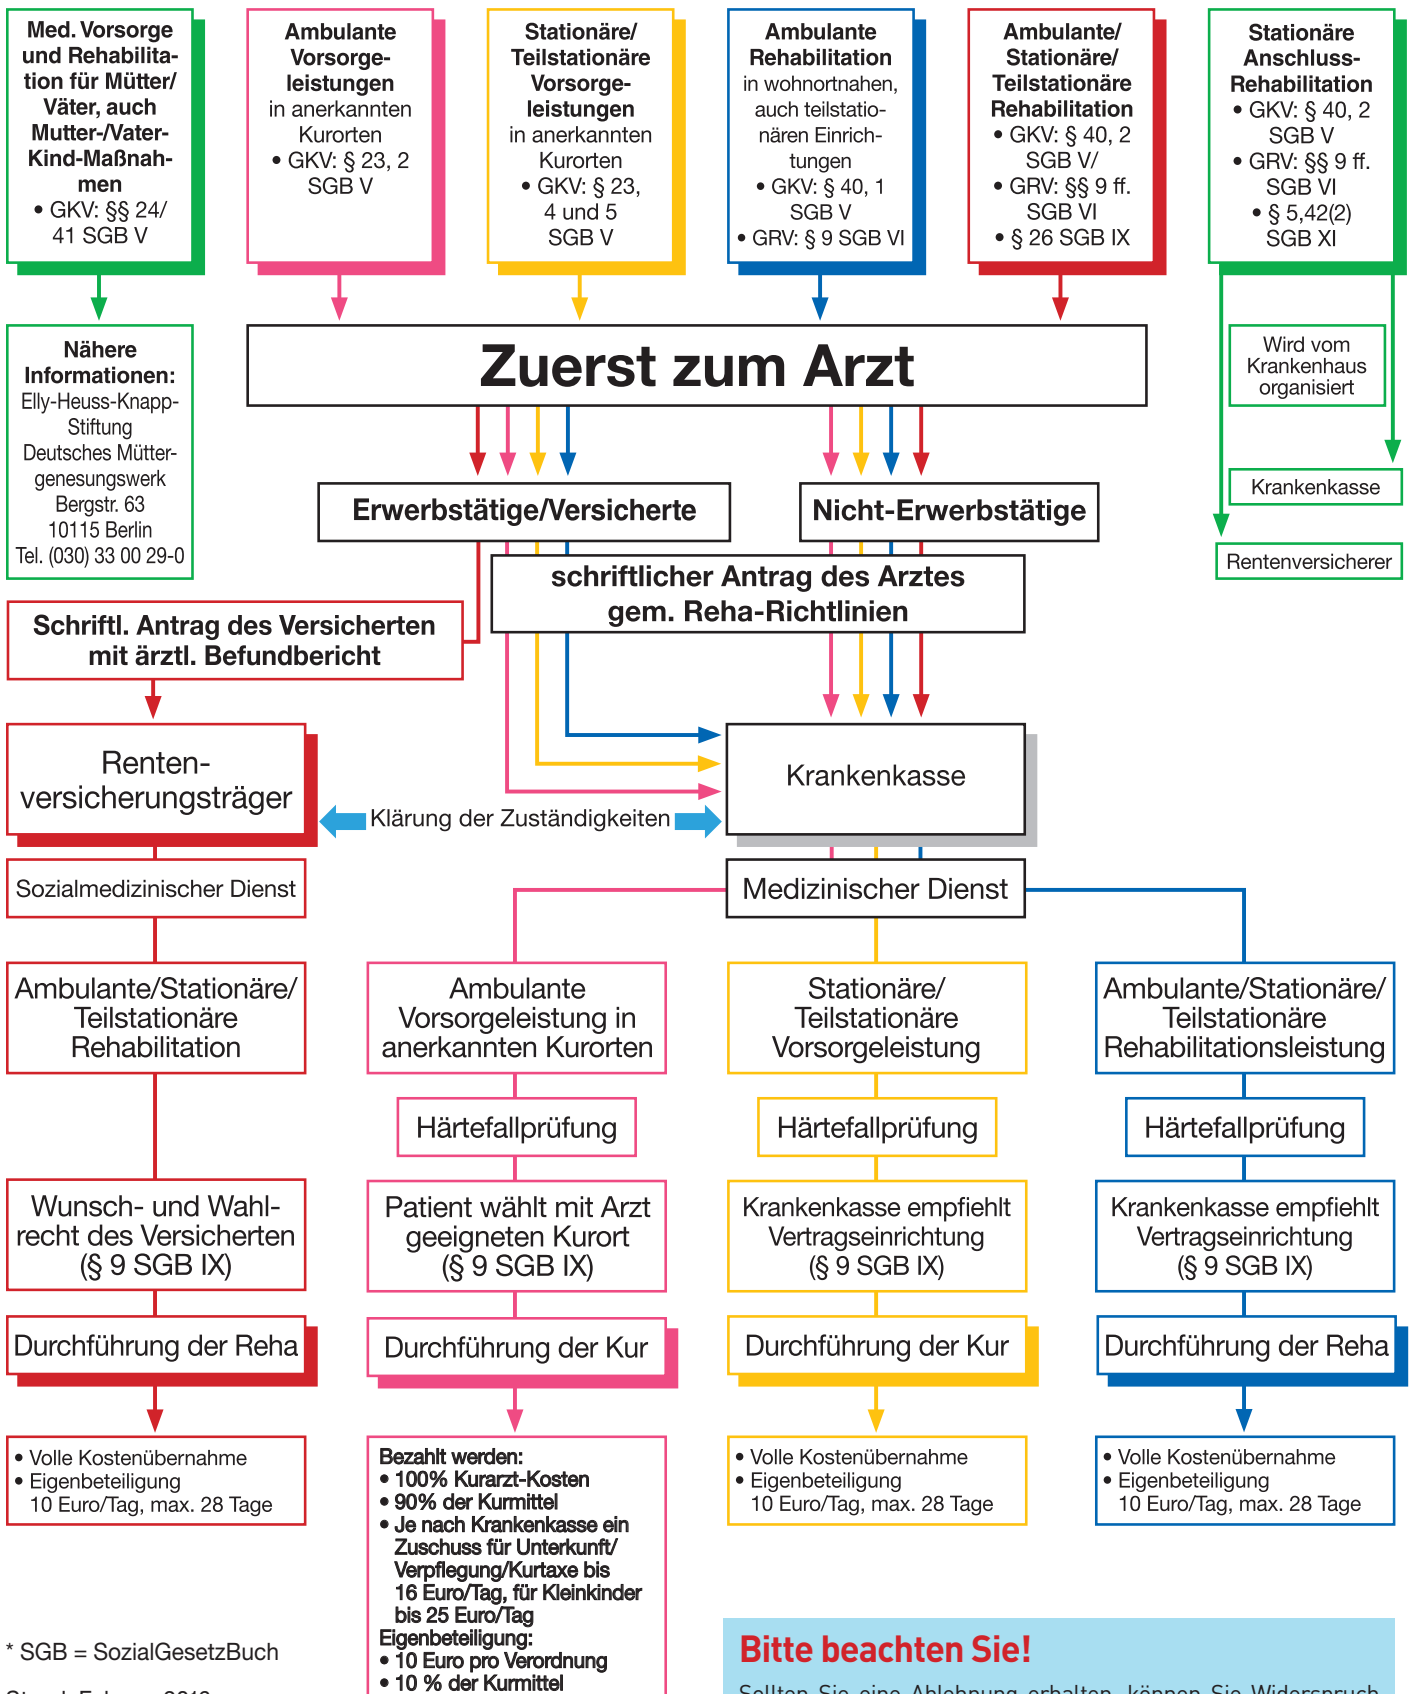 Med. Vorsorge
und Rehabilita-
tion für Mütter/
Väter, auch
Mutter-/Vater-
Kind-Maßnah-
men
• GKV: §§ 24/
41 SGB V
Ambulante
Vorsorge-
leistungen
in anerkannten
Kurorten
• GKV: § 23, 2
SGB V
Stationäre/
Teilstationäre
Vorsorge-
leistungen
in anerkannten
Kurorten
• GKV: § 23,
4 und 5
SGB V
Ambulante
Rehabilitation
in wohnortnahen,
auch teilstatio-
nären Einrich-
tungen
• GKV: § 40, 1
SGB V
• GRV: § 9 SGB VI
Ambulante/
Stationäre/
Teilstationäre
Rehabilitation
• GKV: § 40, 2
SGB V/
• GRV: §§ 9 ff.
SGB VI
• § 26 SGB IX
Stationäre
Anschluss-
Rehabilitation
• GKV: § 40, 2
SGB V
• GRV: §§ 9 ff.
SGB VI
• § 5,42(2)
SGB XI
Nähere
Informationen:
Elly-Heuss-Knapp-
Stiftung
Deutsches Mütter-
genesungswerk
Bergstr. 63
10115 Berlin
Tel. (030) 33 00 29-0
Zuerst zum Arzt
Wird vom
Krankenhaus
organisiert
Krankenkasse
Rentenversicherer
Erwerbstätige/Versicherte
Nicht-Erwerbstätige
schriftlicher Antrag des Arztes
gem. Reha-Richtlinien
Schriftl. Antrag des Versicherten
mit ärztl. Befundbericht
Renten-
versicherungsträger
Klärung der Zuständigkeiten
Krankenkasse
Sozialmedizinischer Dienst
Medizinischer Dienst
Ambulante/Stationäre/
Teilstationäre
Rehabilitation
Ambulante
Vorsorgeleistung in
anerkannten Kurorten
Stationäre/
Teilstationäre
Vorsorgeleistung
Ambulante/Stationäre/
Teilstationäre
Rehabilitationsleistung
Härtefallprüfung
Härtefallprüfung
Härtefallprüfung
Wunsch- und Wahl-
recht des Versicherten
(§ 9 SGB IX)
Patient wählt mit Arzt
geeigneten Kurort
(§ 9 SGB IX)
Krankenkasse empfiehlt
Vertragseinrichtung
(§ 9 SGB IX)
Krankenkasse empfiehlt
Vertragseinrichtung
(§ 9 SGB IX)
Durchführung der Reha
Durchführung der Kur
Durchführung der Kur
Durchführung der Reha
• Volle Kostenübernahme
• Eigenbeteiligung
10 Euro/Tag, max. 28 Tage
Bezahlt werden:
• 100% Kurarzt-Kosten
• 90% der Kurmittel
• Je nach Krankenkasse ein
Zuschuss für Unterkunft/
Verpflegung/Kurtaxe bis
16 Euro/Tag, für Kleinkinder
bis 25 Euro/Tag
Eigenbeteiligung:
• 10 Euro pro Verordnung
• 10 % der Kurmittel
• Volle Kostenübernahme
• Eigenbeteiligung
10 Euro/Tag, max. 28 Tage
• Volle Kostenübernahme
• Eigenbeteiligung
10 Euro/Tag, max. 28 Tage
* SGB = SozialGesetzBuch
Bitte beachten Sie!
Sollten Sie eine Ablehnung erhalten, können Sie Widerspruch